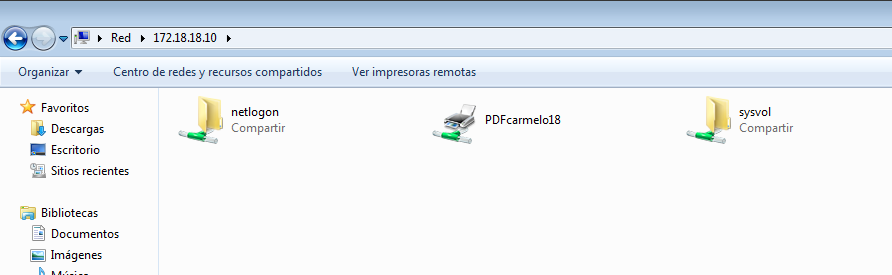 Red 172.18.18.10
Organizar Centro de redes y recursos compartidos Ver impresoras remotas
Favoritos
Descargas
Escritorio
Sitios recientes
Bibliotecas
Documentos
Imágenes
Música
netlogon
Compartir
PDFcarmelo18
sysvol
Compartir